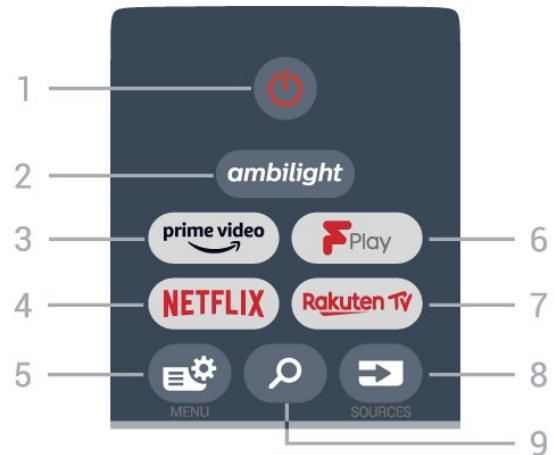 1
2 ambilight
3 prime video F Play 6
4 NETFLIX Rakuten TV 7
5 8
MENU SOURCES
9